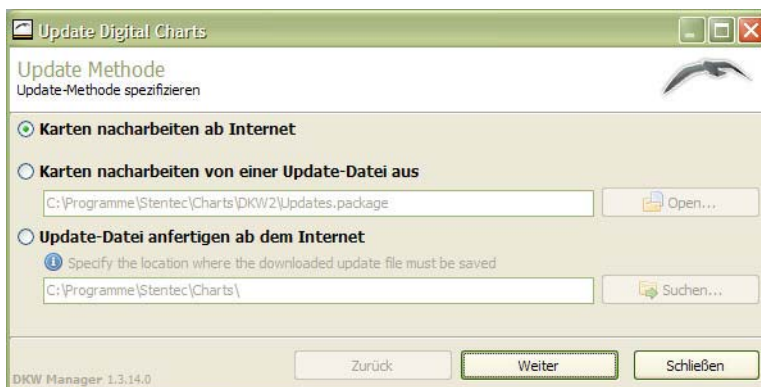 Update Digital Charts
Update Methode
Update-Methode spezifizieren
Karten nacharbeiten ab Internet
Karten nacharbeiten von einer Update-Datei aus
C:\Programme\Stentec\Charts\DKW2\Updates.package
Open...
Update-Datei anfertigen ab dem Internet
Specify the location where the downloaded update file must be saved
C:\Programme\Stentec\Charts\
Suchen...
DKW Manager 1.3.14.0
Zurück
Weiter
Schließen